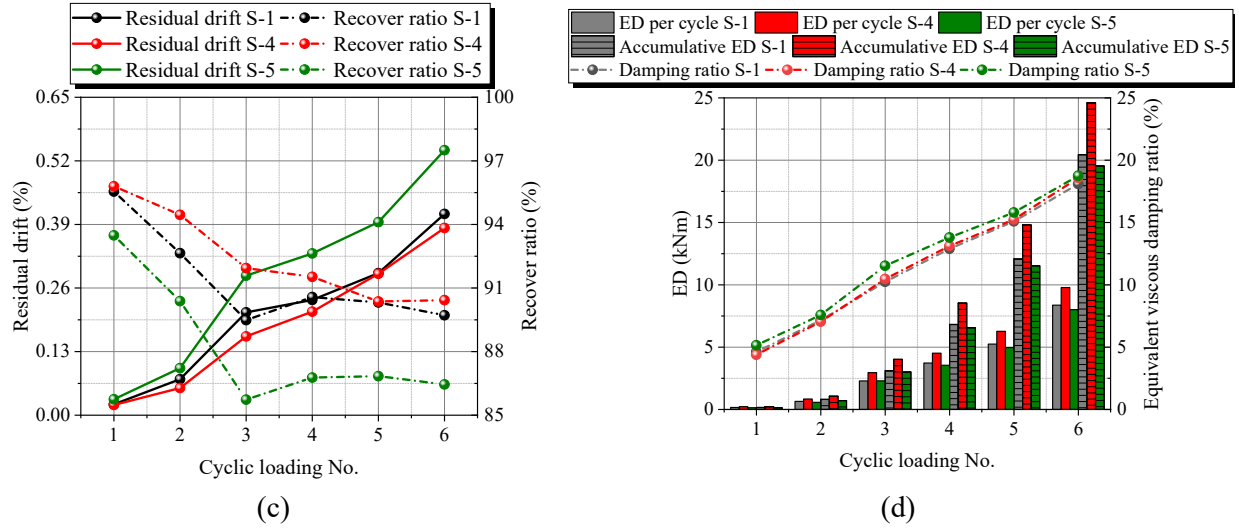 Residual drift S-1 Recover ratio S-1
Residual drift S-4 Recover ratio S-4
Residual drift S-5 Recover ratio S-5
0.65
0.52
0.39
0.26
0.13
0.00
Residual drift (%)
100
97
94
91
88
85
Recover ratio (%)
1 2 3 4 5 6
Cyclic loading No.
(c)
ED per cycle S-1 ED per cycle S-4 ED per cycle S-5
Accumulative ED S-1 Accumulative ED S-4 Accumulative ED S-5
Damping ratio S-1 Damping ratio S-4 Damping ratio S-5
25
20
15
10
5
0
ED (kNm)
25
20
15
10
5
0
Equivalent viscous damping ratio (%)
1 2 3 4 5 6
Cyclic loading No.
(d)